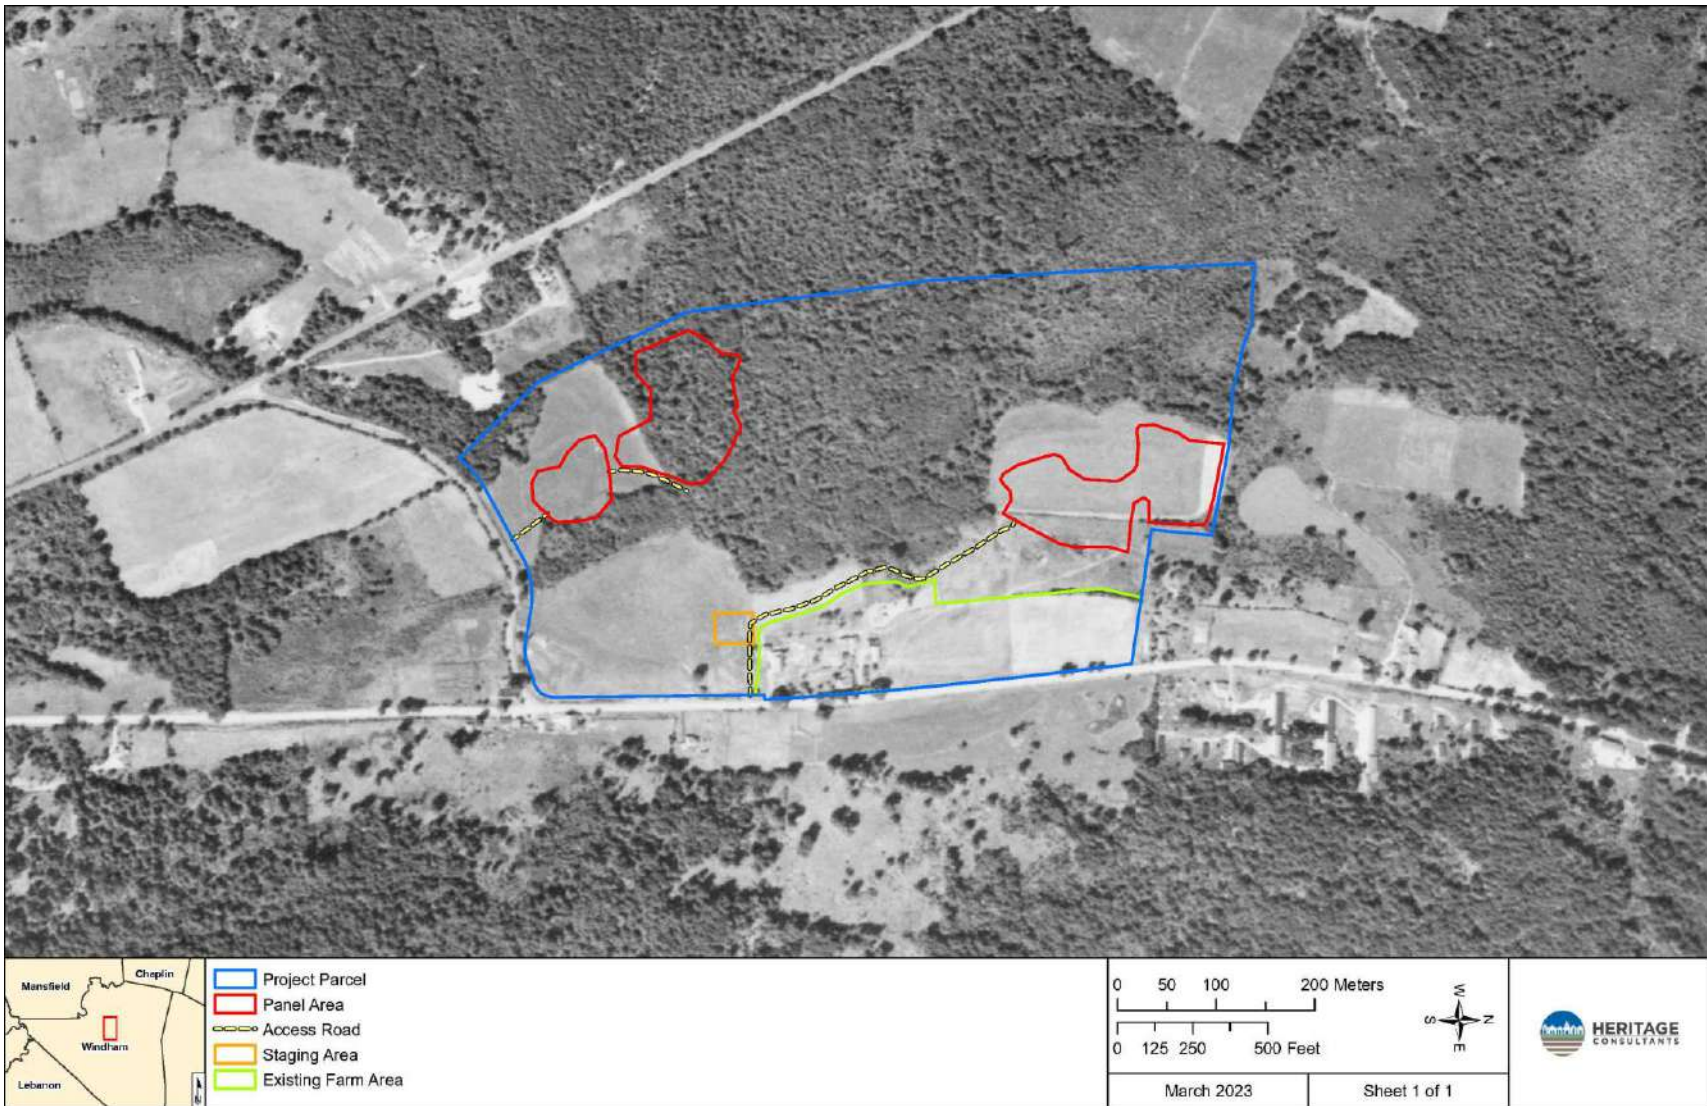 Mansfield
Chaplin
Windham
Lebanon
N
Project Parcel
Panel Area
Access Road
Staging Area
Existing Farm Area
0 50 100 200 Meters
0 125 250 500 Feet
W
S N
E
March 2023
Sheet 1 of 1
HERITAGE
CONSULTANTS